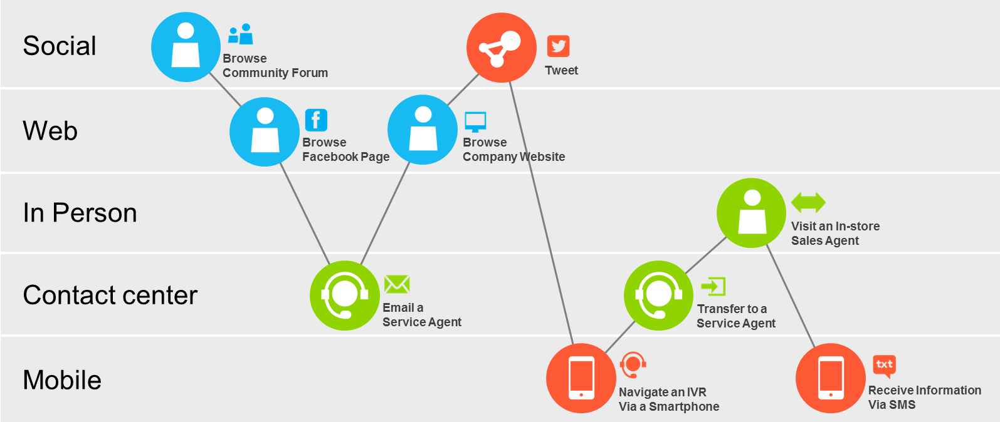 Social
Browse
Community Forum
Tweet
Web
f
Browse
Facebook Page
Browse
Company Website
In Person
Visit an In-store
Sales Agent
Contact center
Email a
Service Agent
Transfer to a
Service Agent
Mobile
Navigate an IVR
Via a Smartphone
txt
Receive Information
Via SMS